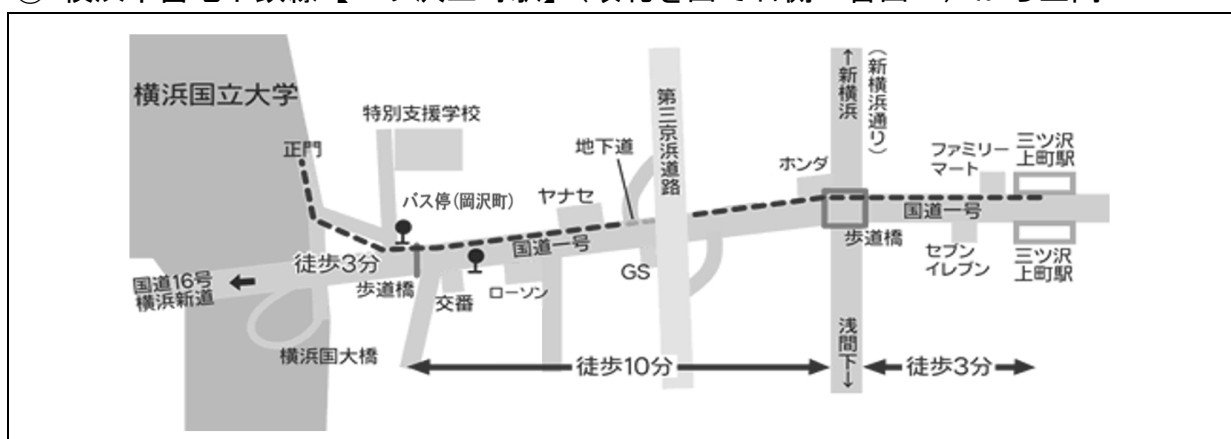 横浜国立大学
正門
特別支援学校
バス停(岡沢町)
地下道
ヤナセ
第三京浜道路
ホンダ
↑新横浜
(新横浜通り)
ファミリー
マート
三ツ沢
上町駅
国道一号
国道一号
歩道橋
セブン
イレブン
三ツ沢
上町駅
GS
徒歩3分
歩道橋
交番
ローソン
国道16号
横浜新道
横浜国大橋
徒歩10分
浅間下↓
徒歩3分